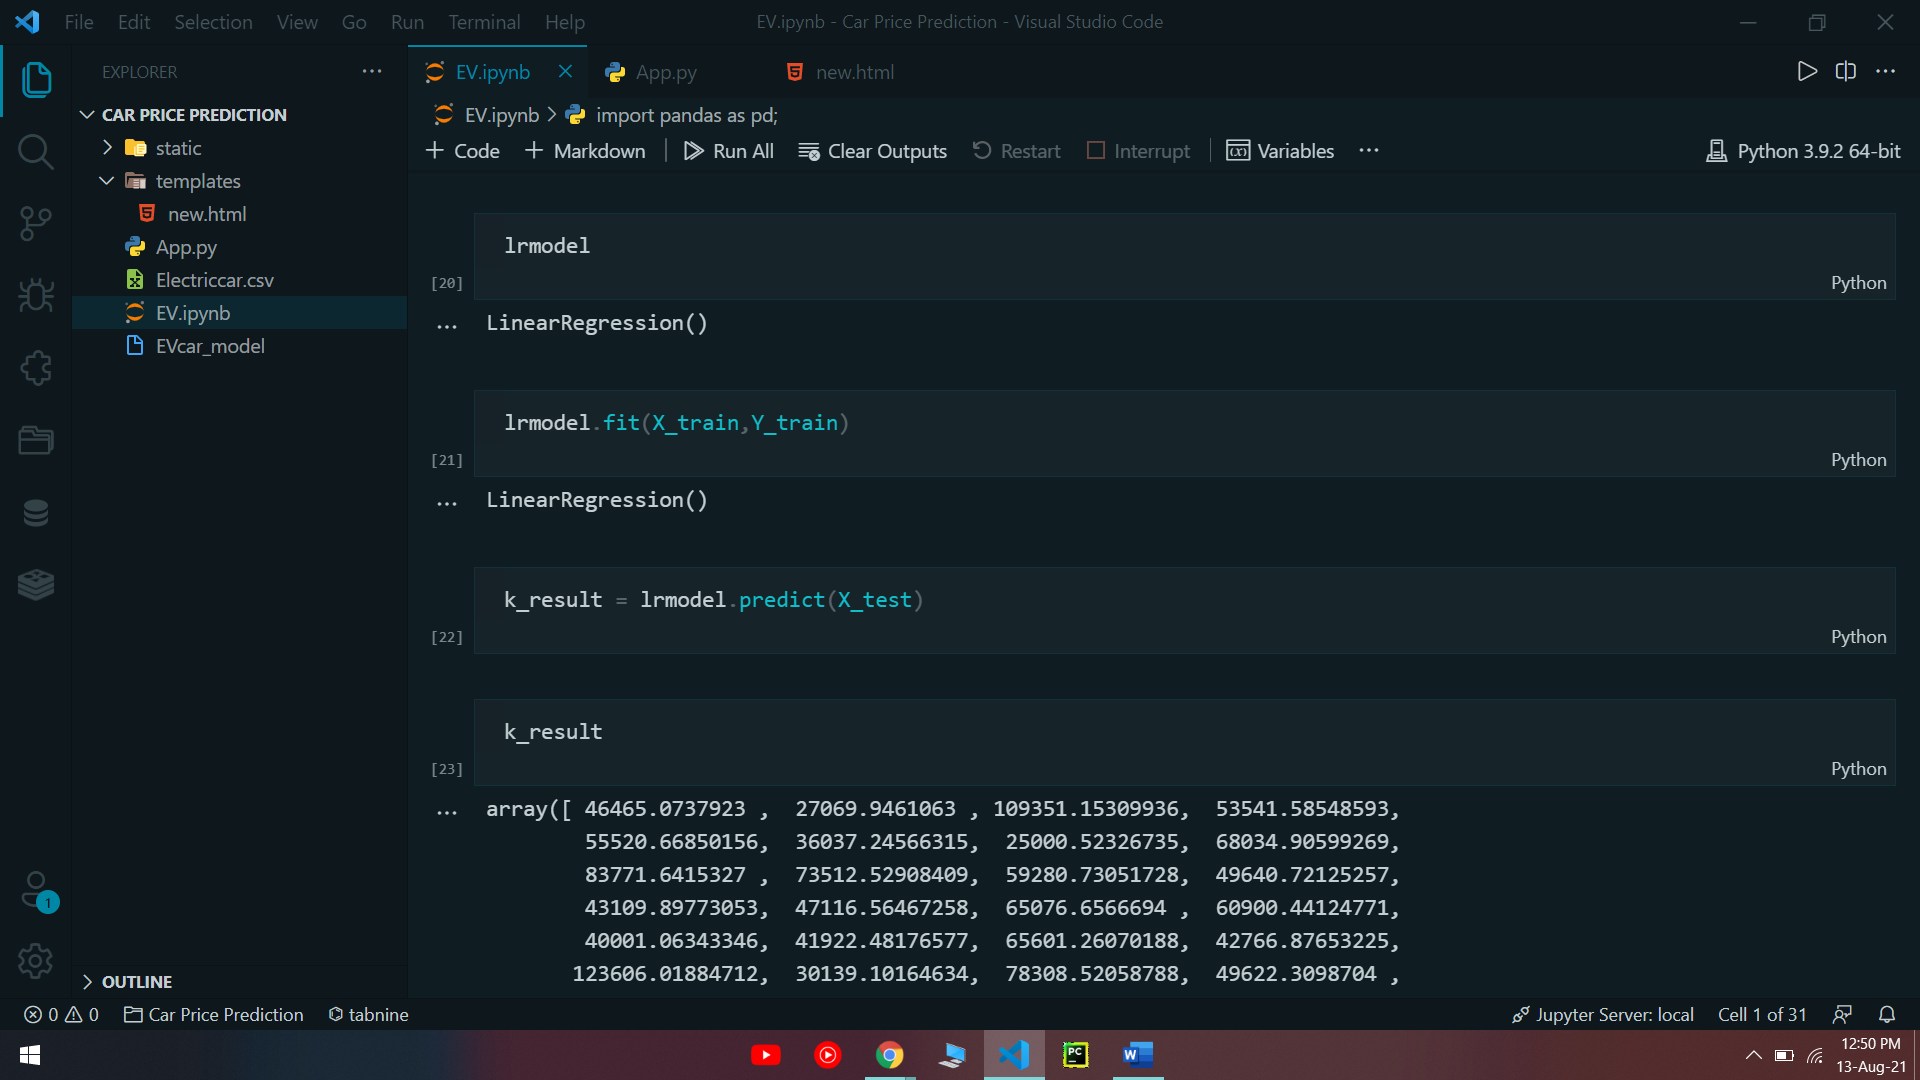 File Edit Selection View Go Run Terminal Help
EV.ipynb - Car Price Prediction - Visual Studio Code
EXPLORER
CAR PRICE PREDICTION
static
templates
new.html
App.py
Electriccar.csv
EV.ipynb
EVcar_model
OUTLINE
EV.ipynb App.py new.html
EV.ipynb import pandas as pd;
Code Markdown Run All Clear Outputs Restart Interrupt Variables Python 3.9.2 64-bit
lrmodel
[20] Python
LinearRegression()
lrmodel.fit(X_train,Y_train)
[21] Python
LinearRegression()
k_result = lrmodel.predict(X_test)
[22] Python
k_result
[23] Python
array([ 46465.0737923 , 27069.9461063 , 109351.15309936, 53541.58548593,
55520.66850156, 36037.24566315, 25000.52326735, 68034.90599269,
83771.6415327 , 73512.52908409, 59280.73051728, 49640.72125257,
43109.89773053, 47116.56467258, 65076.6566694 , 60900.44124771,
40001.06343346, 41922.48176577, 65601.26070188, 42766.87653225,
123606.01884712, 30139.10164634, 78308.52058788, 49622.3098704 ,
1
0 0 Car Price Prediction tabnine Jupyter Server: local Cell 1 of 31
PC
W
12:50 PM
13-Aug-21